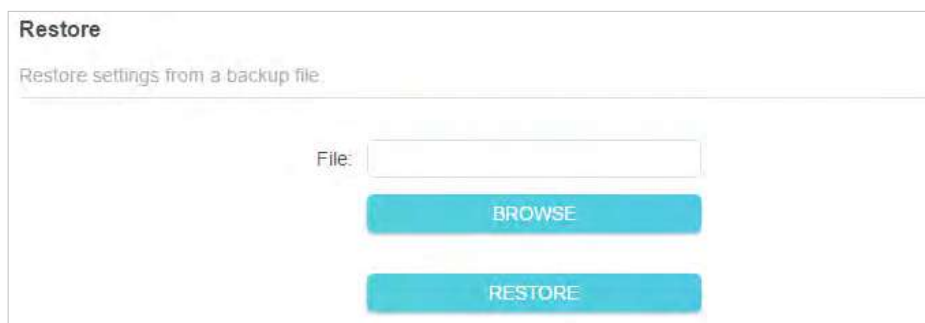 Restore
Restore settings from a backup file.
File:
BROWSE
RESTORE